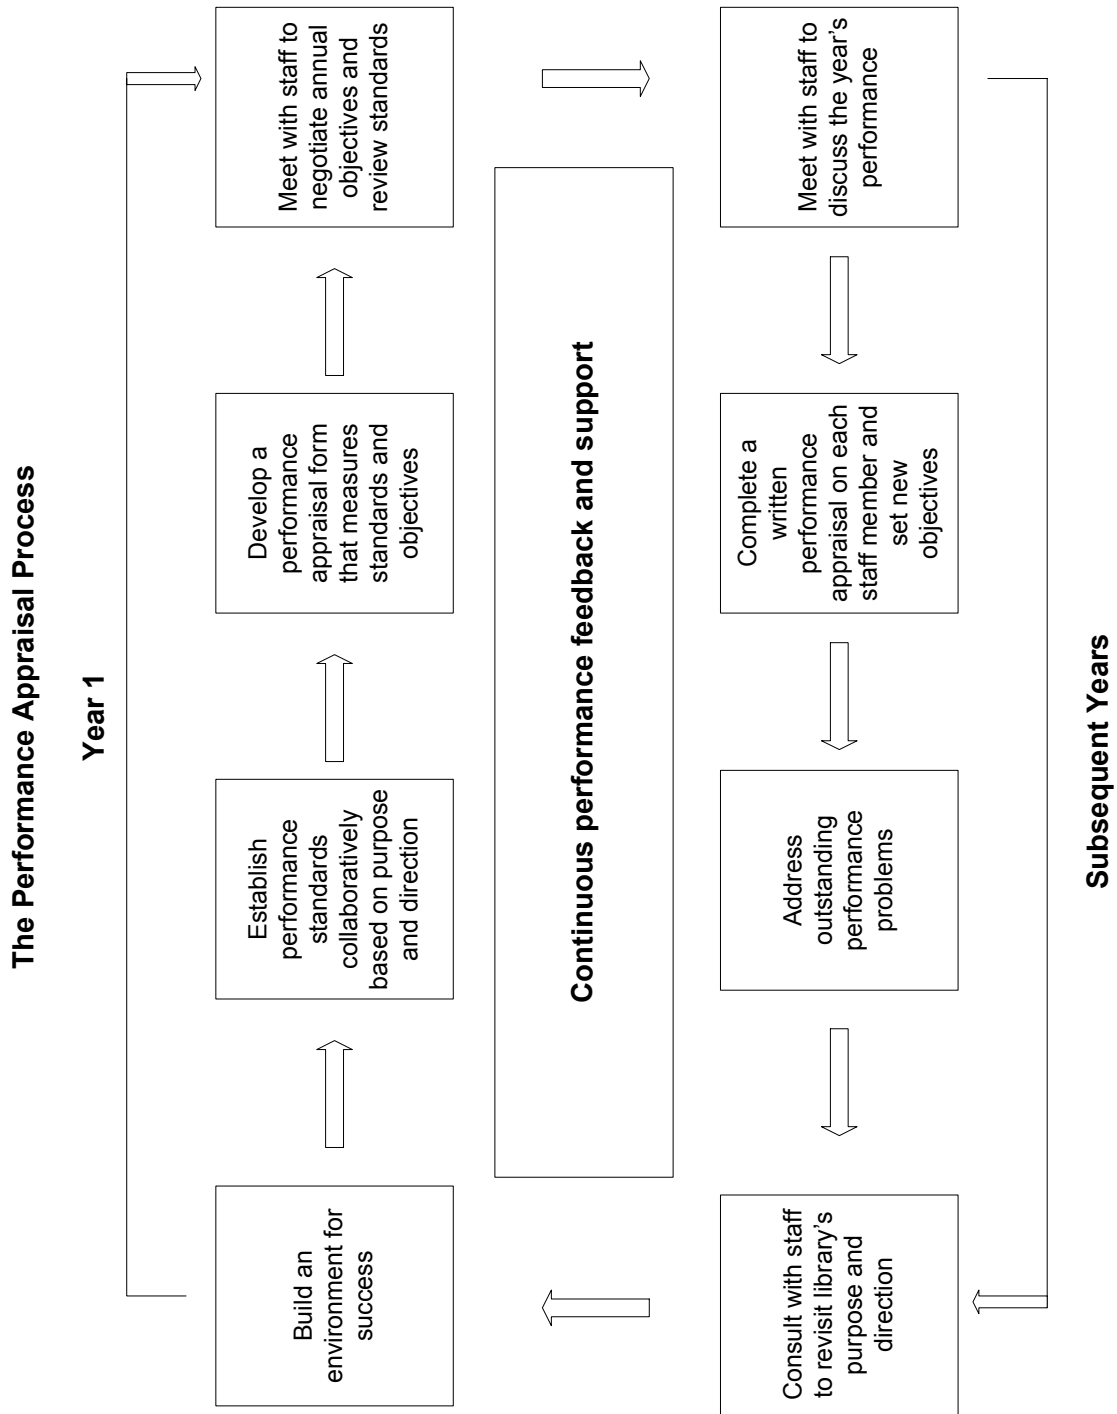 The Performance Appraisal Process
Year 1
Build an
environment for
success
Establish
performance
standards
collaboratively
based on purpose
and direction
Develop a
performance
appraisal form
that measures
standards and
objectives
Meet with staff to
negotiate annual
objectives and
review standards
Continuous performance feedback and support
Consult with staff
to revisit library's
purpose and
direction
Address
outstanding
performance
problems
Complete a
written
performance
appraisal on each
staff member and
set new
objectives
Meet with staff to
discuss the year's
performance
Subsequent Years